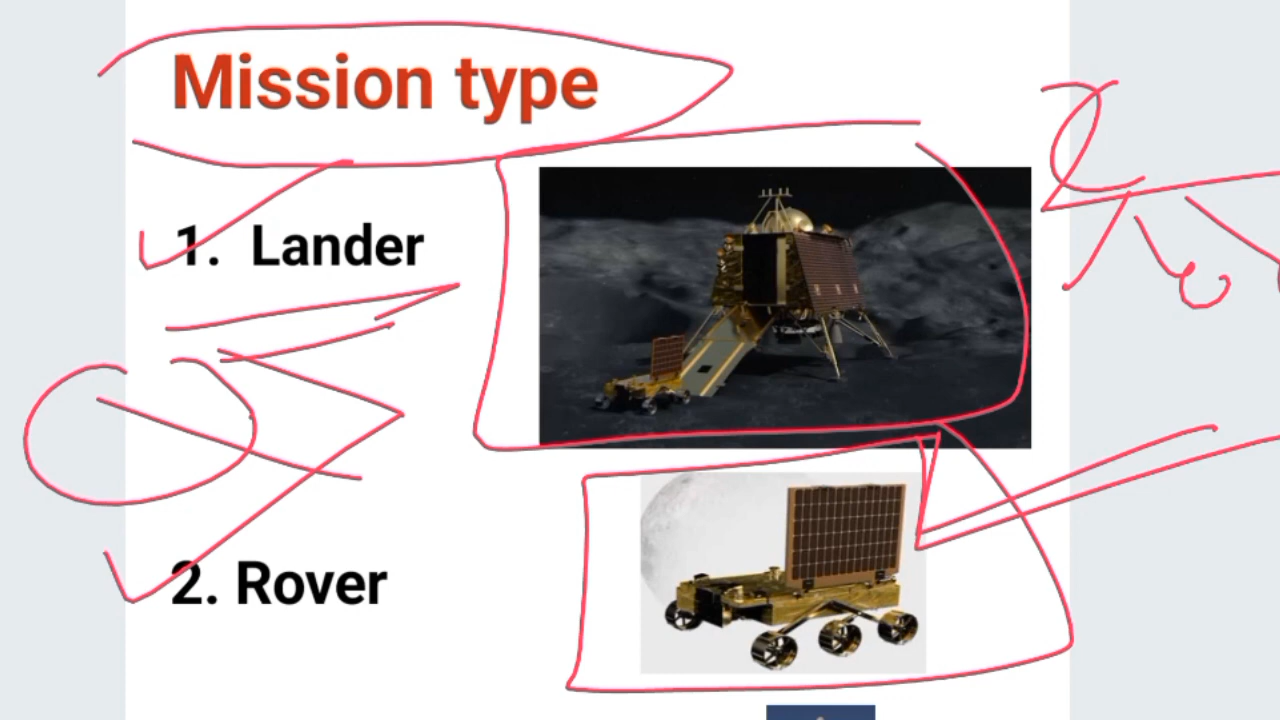 Mission type
1. Lander
2. Rover